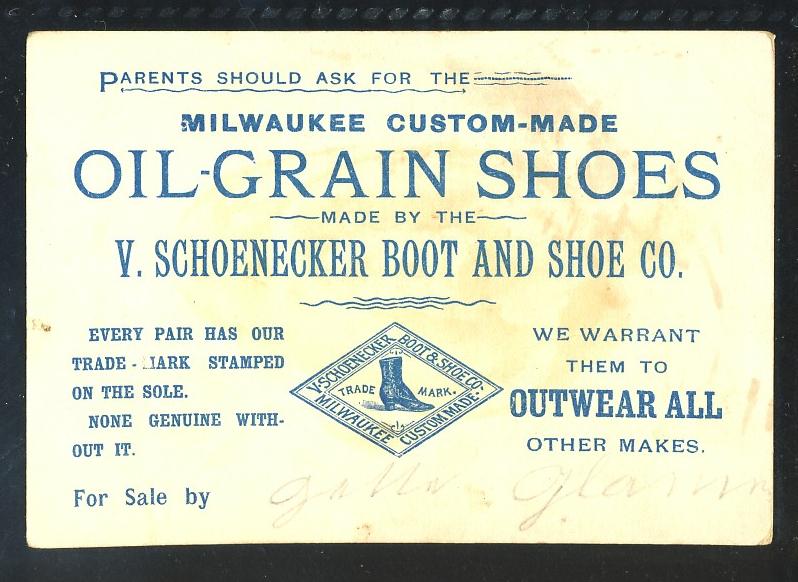 PARENTS SHOULD ASK FOR THE
MILWAUKEE CUSTOM-MADE
OIL-GRAIN SHOES
MADE BY THE
V. SCHOENECKER BOOT AND SHOE CO.
EVERY PAIR HAS OUR
TRADE-MARK STAMPED
ON THE SOLE.
NONE GENUINE WITH-
OUT IT.
V. SCHOENECKER BOOT & SHOE CO.
TRADE MARK.
MILWAUKEE CUSTOM MADE.
WE WARRANT
THEM TO
OUTWEAR ALL
OTHER MAKES.
For Sale by